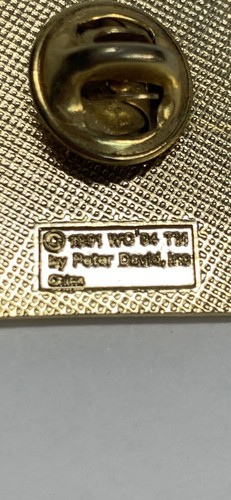 © 1991 WC'94 TM
by Peter David, Inc
China